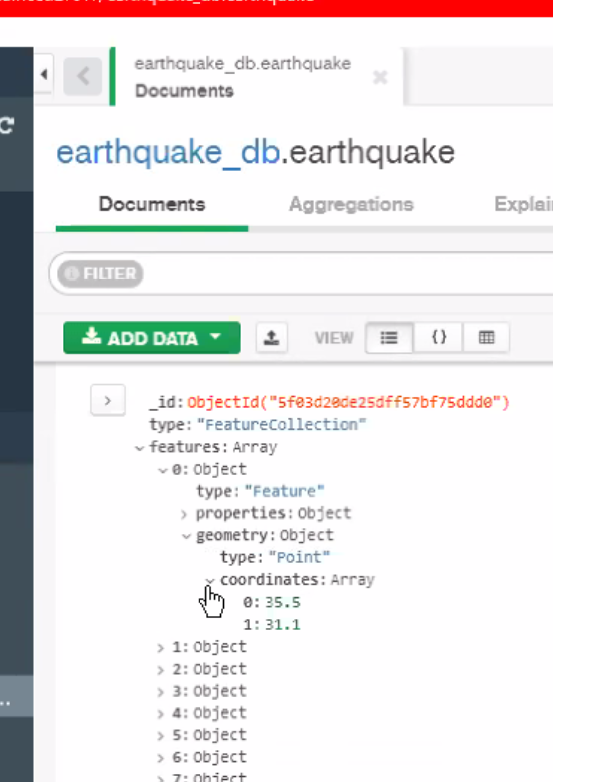 earthquake_db.earthquake
Documents
earthquake_db.earthquake
Documents Aggregations Explai
FILTER
ADD DATA VIEW {}
_id: ObjectId("5f03d20de25dff57bf75ddd0")
type: "FeatureCollection"
features: Array
0: Object
type: "Feature"
properties: Object
geometry: Object
type: "Point"
coordinates: Array
0: 35.5
1: 31.1
1: Object
2: Object
3: Object
4: Object
5: Object
6: Object
7: Object